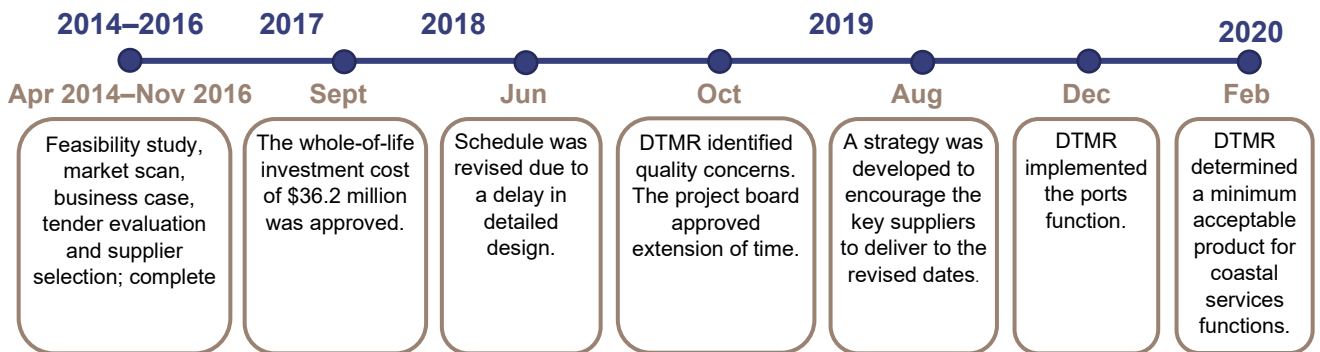 2014–2016 2017 2018 2019 2020
Apr 2014–Nov 2016 Sept Jun Oct Aug Dec Feb
Feasibility study,
market scan,
business case,
tender evaluation
and supplier
selection; complete
The whole-of-life
investment cost
of $36.2 million
was approved.
Schedule was
revised due to
a delay in
detailed
design.
DTMR identified
quality concerns.
The project board
approved
extension of time.
A strategy was
developed to
encourage the
key suppliers
to deliver to the
revised dates.
DTMR
implemented
the ports
function.
DTMR
determined
a minimum
acceptable
product for
coastal
services
functions.